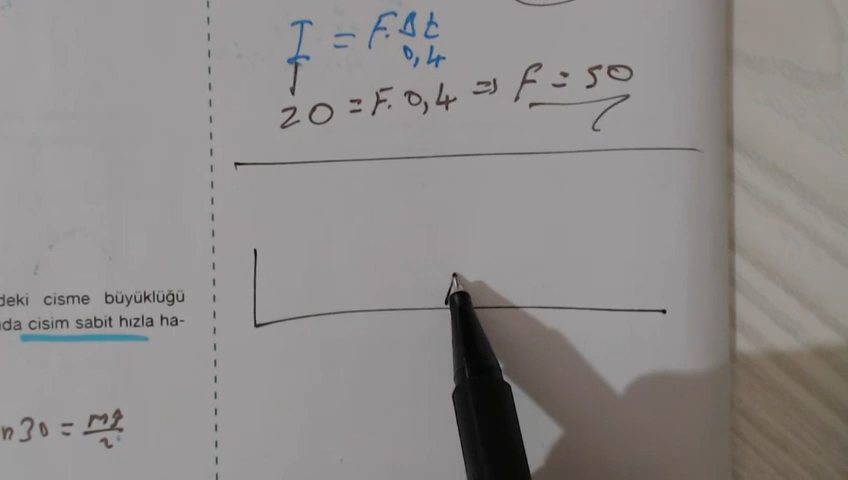 I = F.Δt
0,4
20 = F.0,4 => F = 50
deki cisme büyüklüğü
da cisim sabit hızla ha-
n30 = mg/2